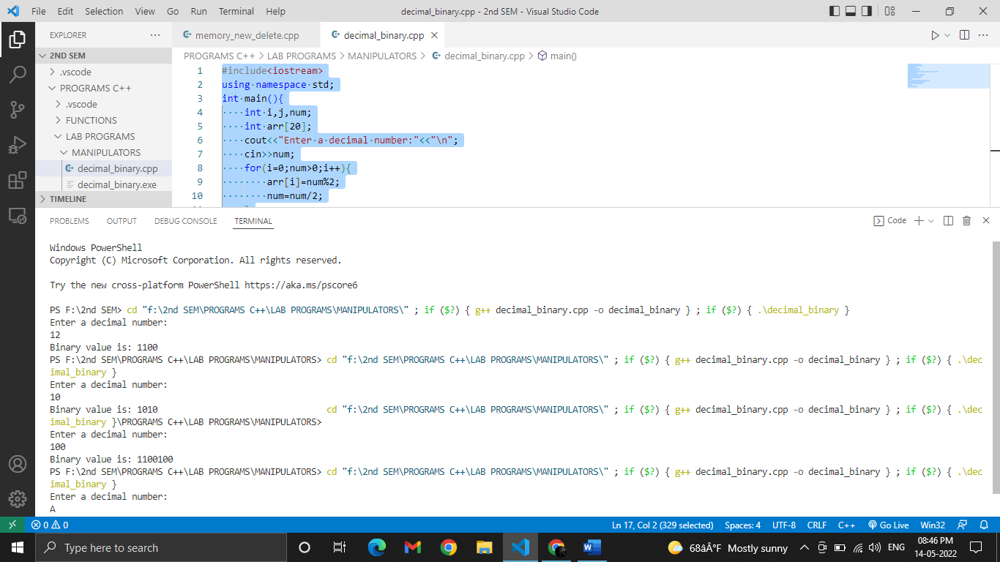 File Edit Selection View Go Run Terminal Help decimal_binary.cpp - 2nd SEM - Visual Studio Code
EXPLORER ···
2ND SEM
.vscode
PROGRAMS C++
.vscode
FUNCTIONS
LAB PROGRAMS
MANIPULATORS
decimal_binary.cpp
decimal_binary.exe
TIMELINE
memory_new_delete.cpp decimal_binary.cpp
PROGRAMS C++ > LAB PROGRAMS > MANIPULATORS > decimal_binary.cpp > main()
1 #include<iostream>
2 using namespace std;
3 int main(){
4 int i,j,num;
5 int arr[20];
6 cout<<"Enter a decimal number:"<<"\n";
7 cin>>num;
8 for(i=0;num>0;i++){
9 arr[i]=num%2;
10 num=num/2;
PROBLEMS OUTPUT DEBUG CONSOLE TERMINAL Code
Windows PowerShell
Copyright (C) Microsoft Corporation. All rights reserved.
Try the new cross-platform PowerShell https://aka.ms/pscore6
PS F:\2nd SEM> cd "f:\2nd SEM\PROGRAMS C++\LAB PROGRAMS\MANIPULATORS\" ; if ($?) { g++ decimal_binary.cpp -o decimal_binary } ; if ($?) { .\decimal_binary }
Enter a decimal number:
12
Binary value is: 1100
PS F:\2nd SEM\PROGRAMS C++\LAB PROGRAMS\MANIPULATORS> cd "f:\2nd SEM\PROGRAMS C++\LAB PROGRAMS\MANIPULATORS\" ; if ($?) { g++ decimal_binary.cpp -o decimal_binary } ; if ($?) { .\dec
imal_binary }
Enter a decimal number:
10
Binary value is: 1010 cd "f:\2nd SEM\PROGRAMS C++\LAB PROGRAMS\MANIPULATORS\" ; if ($?) { g++ decimal_binary.cpp -o decimal_binary } ; if ($?) { .\dec
imal_binary }\PROGRAMS C++\LAB PROGRAMS\MANIPULATORS>
Enter a decimal number:
100
Binary value is: 1100100
PS F:\2nd SEM\PROGRAMS C++\LAB PROGRAMS\MANIPULATORS> cd "f:\2nd SEM\PROGRAMS C++\LAB PROGRAMS\MANIPULATORS\" ; if ($?) { g++ decimal_binary.cpp -o decimal_binary } ; if ($?) { .\dec
imal_binary }
Enter a decimal number:
A
0 0 Ln 17, Col 2 (329 selected) Spaces: 4 UTF-8 CRLF C++ Go Live Win32
Type here to search 68âÂ°F Mostly sunny ENG 08:46 PM
14-05-2022